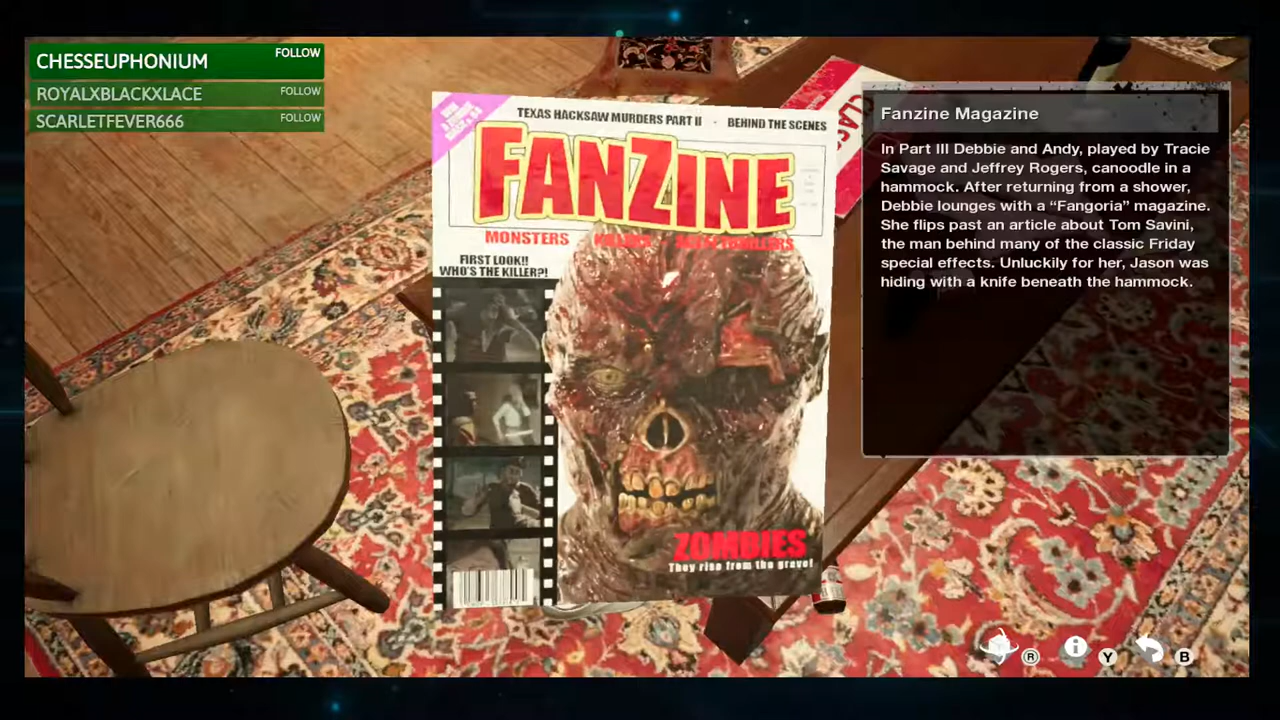 CHESSEUPHONIUM FOLLOW
ROYALXBLACKXLACE FOLLOW
SCARLETFEVER666 FOLLOW
TEXAS HACKSAW MURDERS PART II - BEHIND THE SCENES
FANZINE
MONSTERS
FIRST LOOK!!
WHO'S THE KILLER?!
ZOMBIES
They rise from the grave!
Fanzine Magazine
In Part III Debbie and Andy, played by Tracie
Savage and Jeffrey Rogers, canoodle in a
hammock. After returning from a shower,
Debbie lounges with a “Fangoria” magazine.
She flips past an article about Tom Savini,
the man behind many of the classic Friday
special effects. Unluckily for her, Jason was
hiding with a knife beneath the hammock.
R Y B